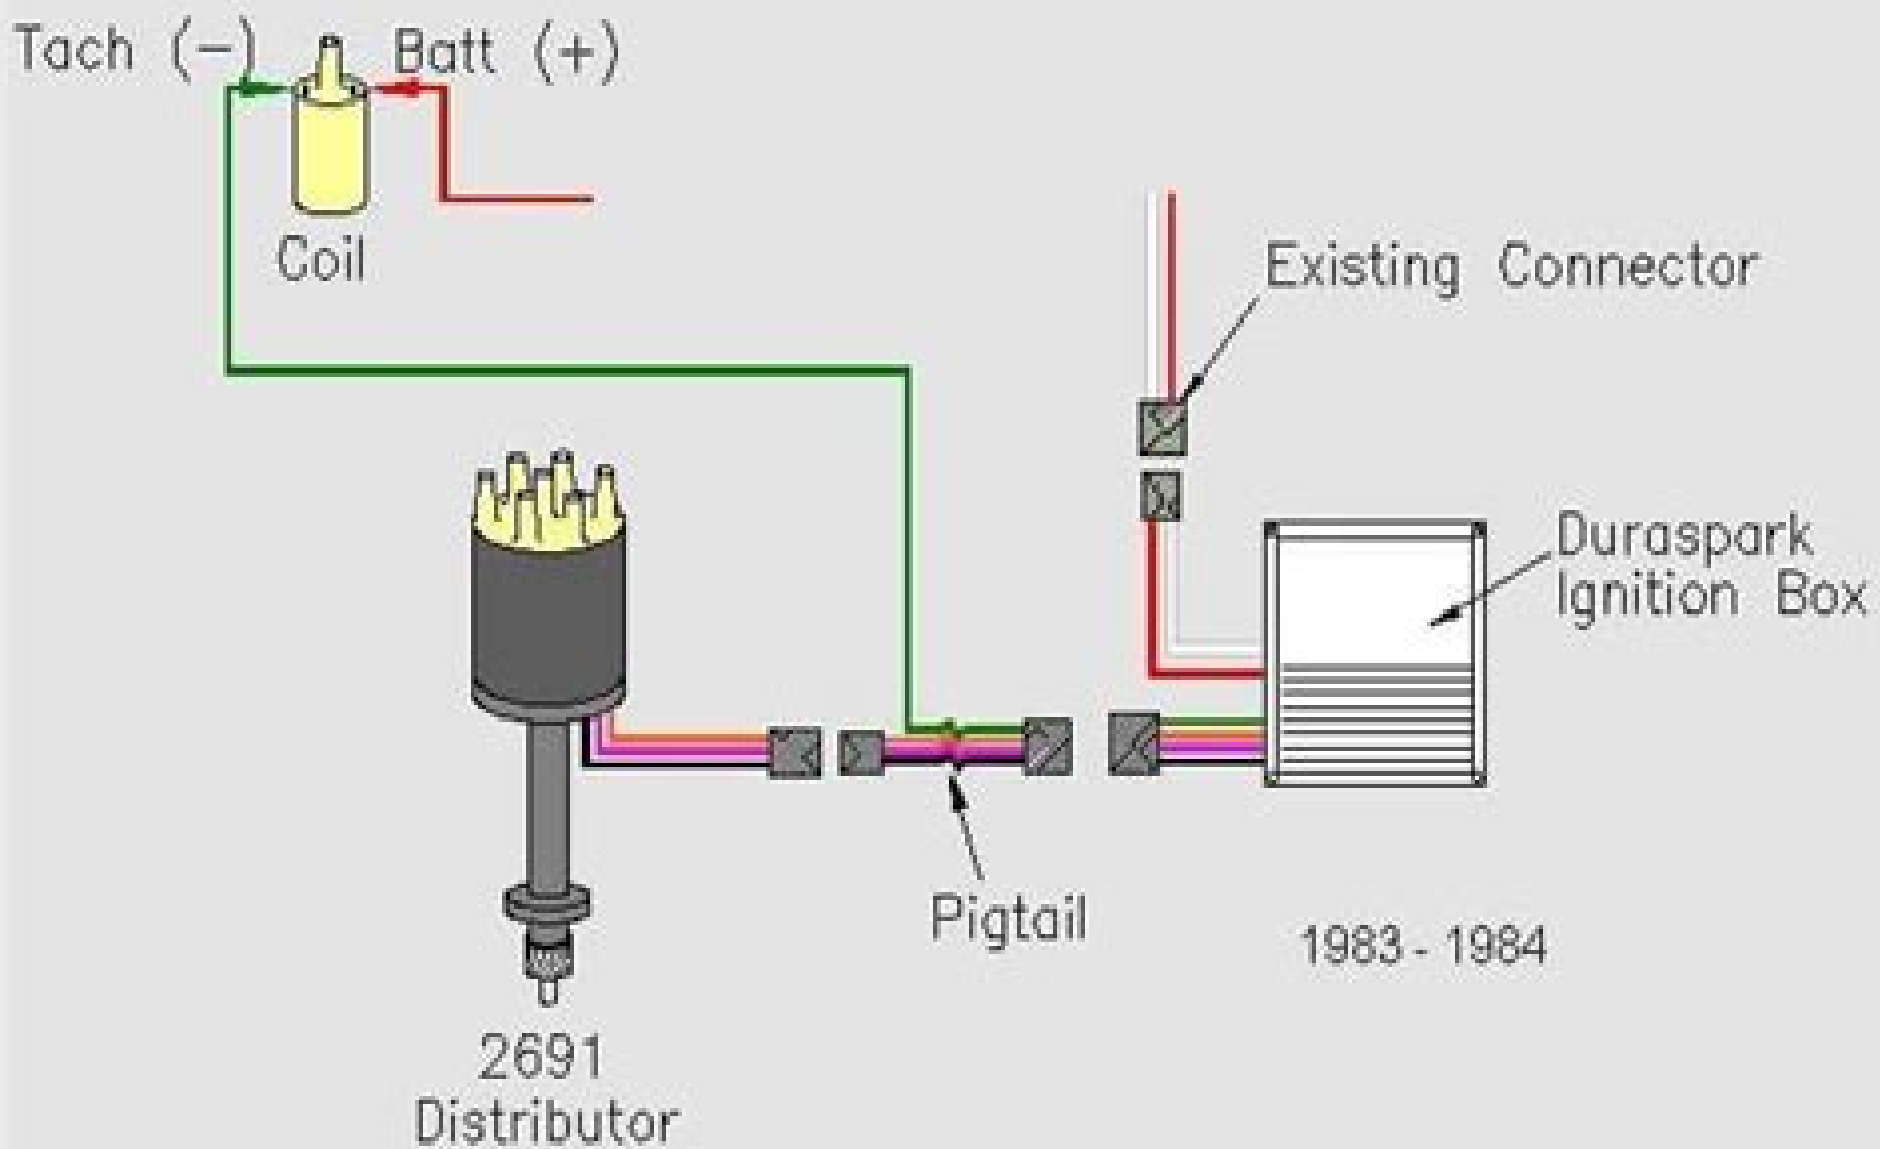 Tach (-)
Batt (+)
Coil
Existing Connector
Duraspark
Ignition Box
Pigtail
1983 - 1984
2691
Distributor